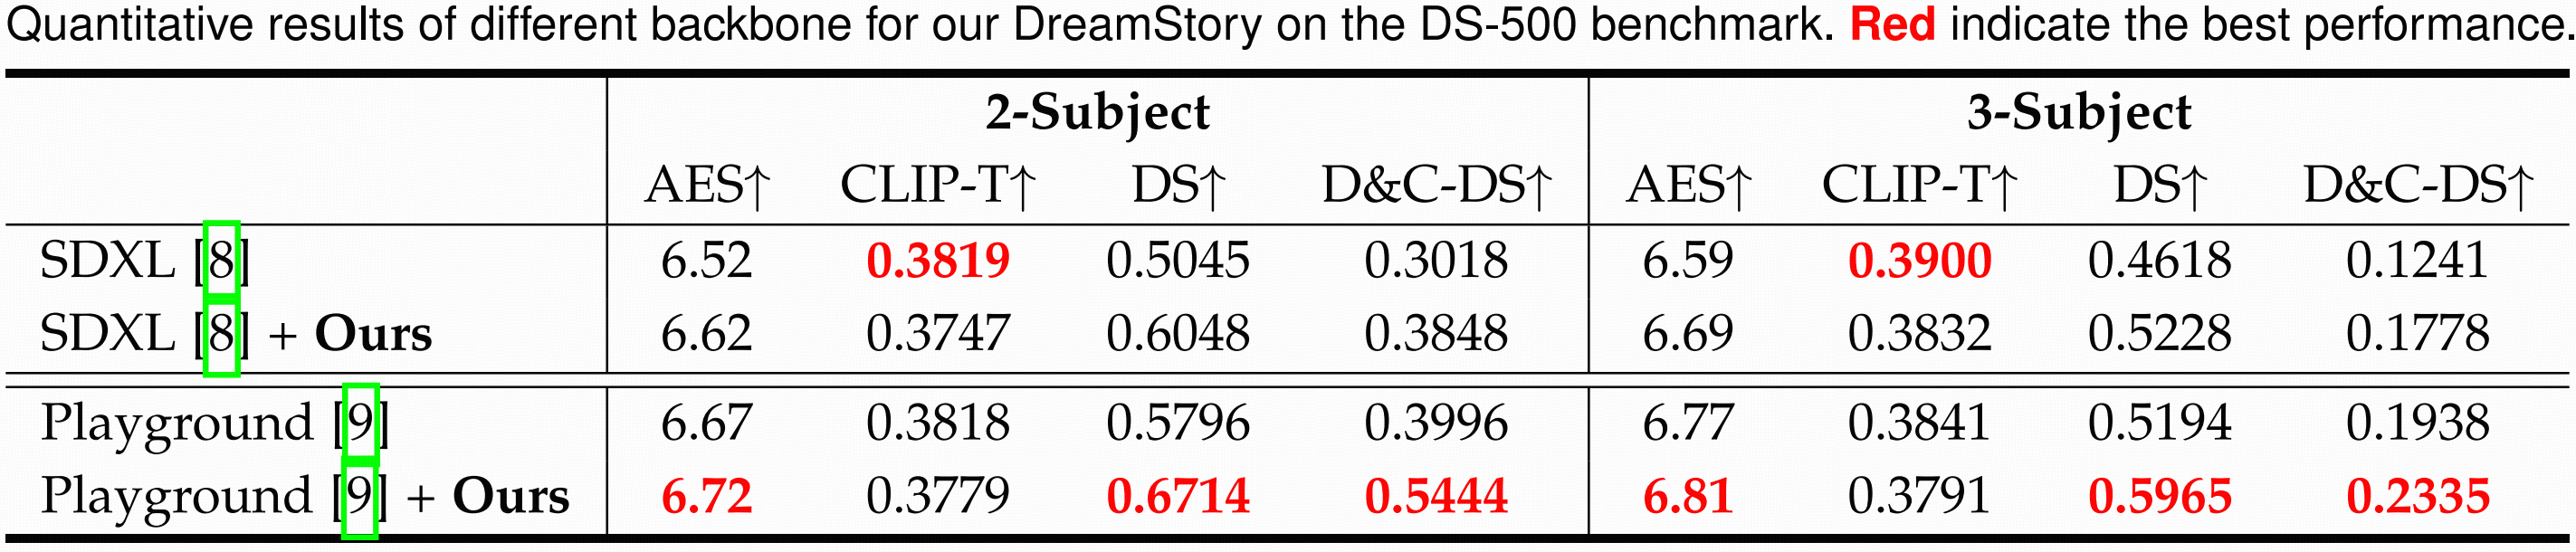 Quantitative results of different backbone for our DreamStory on the DS-500 benchmark. Red indicate the best performance.
2-Subject 3-Subject
AES↑ CLIP-T↑ DS↑ D&C-DS↑ AES↑ CLIP-T↑ DS↑ D&C-DS↑
SDXL [8] 6.52 0.3819 0.5045 0.3018 6.59 0.3900 0.4618 0.1241
SDXL [8] + Ours 6.62 0.3747 0.6048 0.3848 6.69 0.3832 0.5228 0.1778
Playground [9] 6.67 0.3818 0.5796 0.3996 6.77 0.3841 0.5194 0.1938
Playground [9] + Ours 6.72 0.3779 0.6714 0.5444 6.81 0.3791 0.5965 0.2335